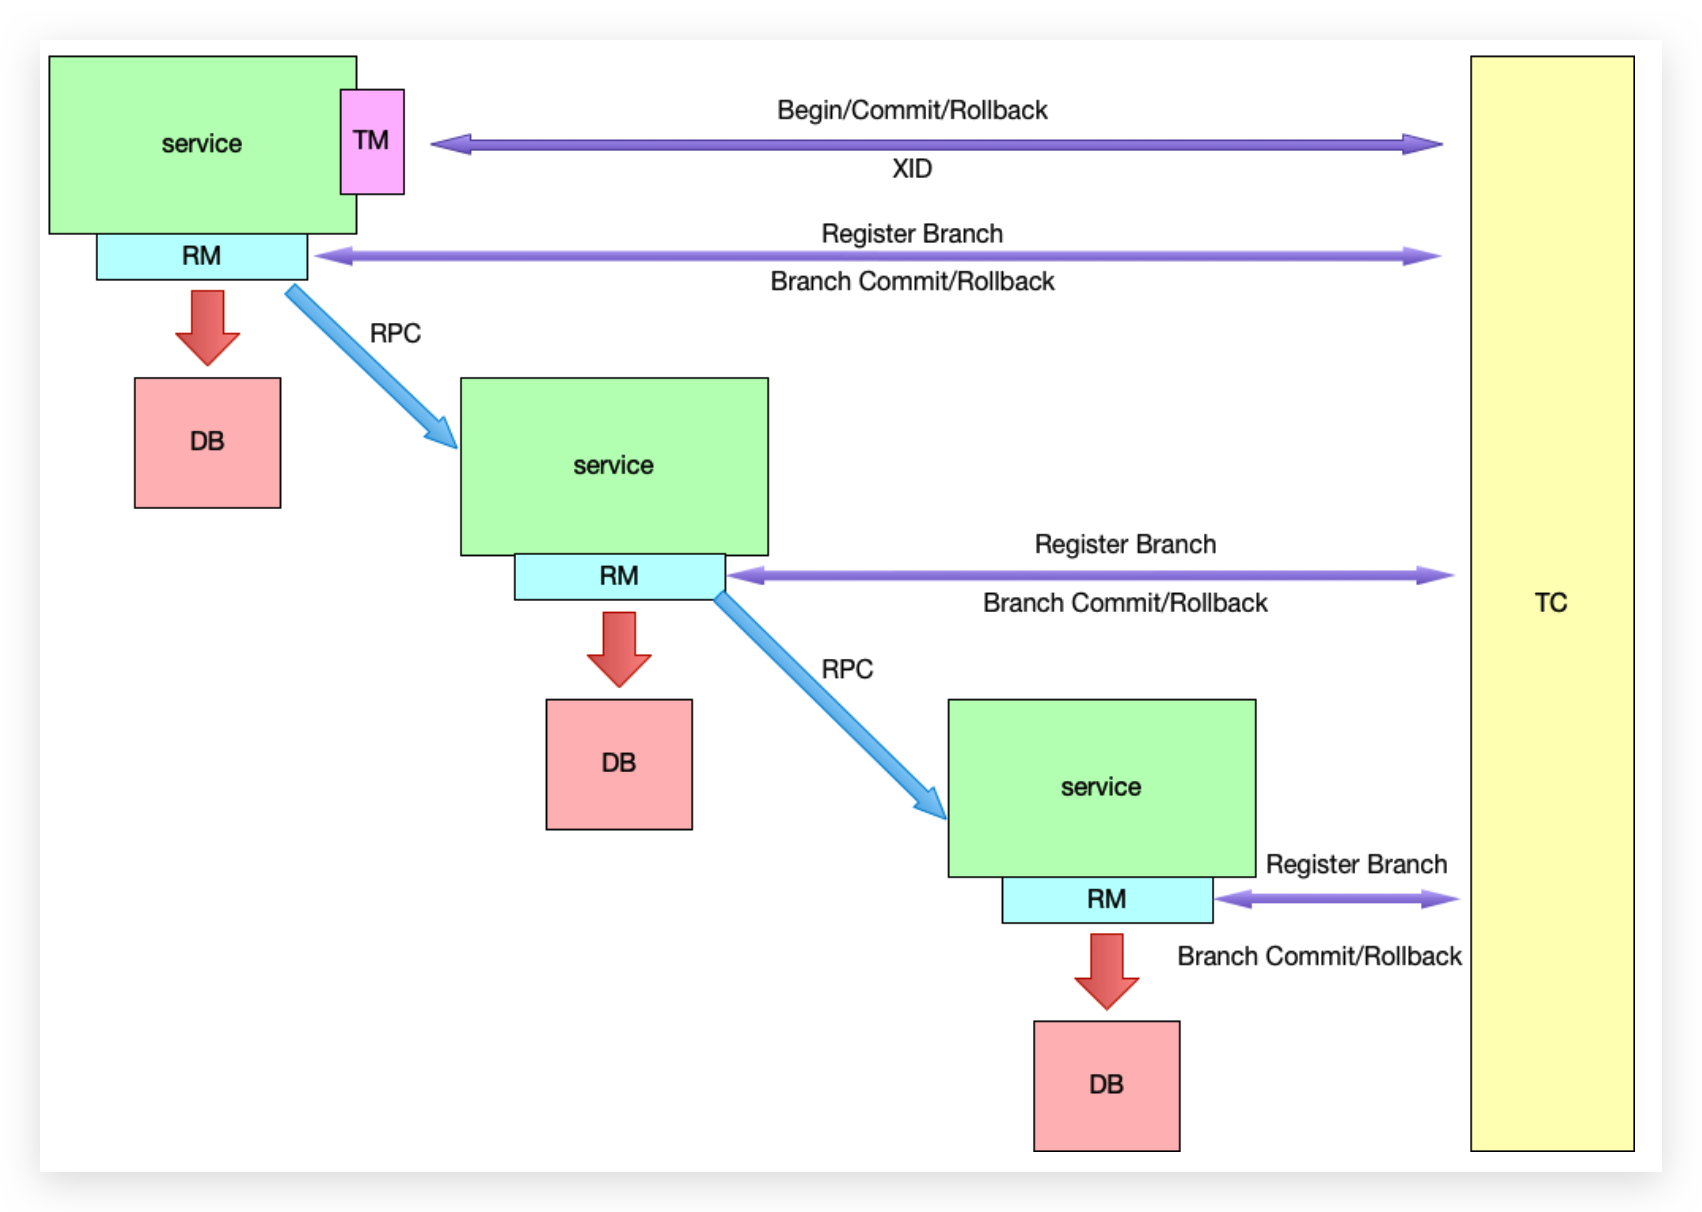 service
TM
Begin/Commit/Rollback
XID
RM
Register Branch
Branch Commit/Rollback
RPC
DB
service
RM
Register Branch
Branch Commit/Rollback
TC
RPC
DB
service
Register Branch
RM
Branch Commit/Rollback
DB